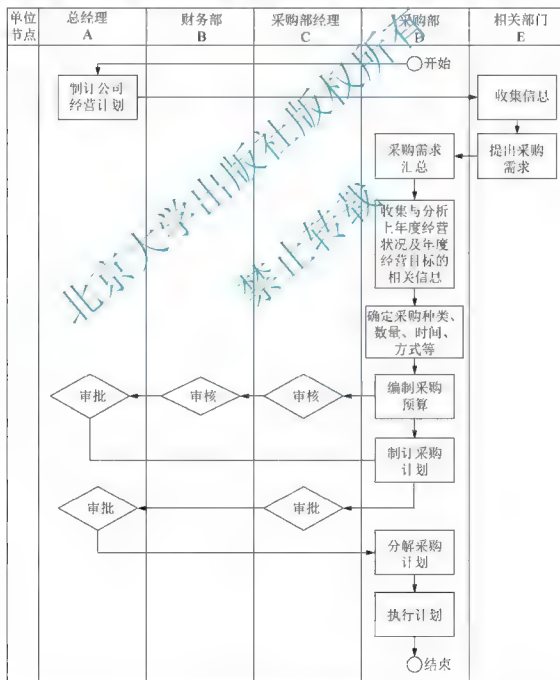 单位
节点
总经理
A
财务部
B
采购部经理
C
采购部
D
相关部门
E
开始
制订公司
经营计划
收集信息
采购需求
汇总
提出采购
需求
收集与分析
上年度经营
状况及年度
经营目标的
相关信息
确定采购种类、
数量、时间、
方式等
审批
审核
审核
编制采购
预算
制订采购
计划
审批
审批
分解采购
计划
执行计划
结束
北京大学出版社版权所有
禁止转载